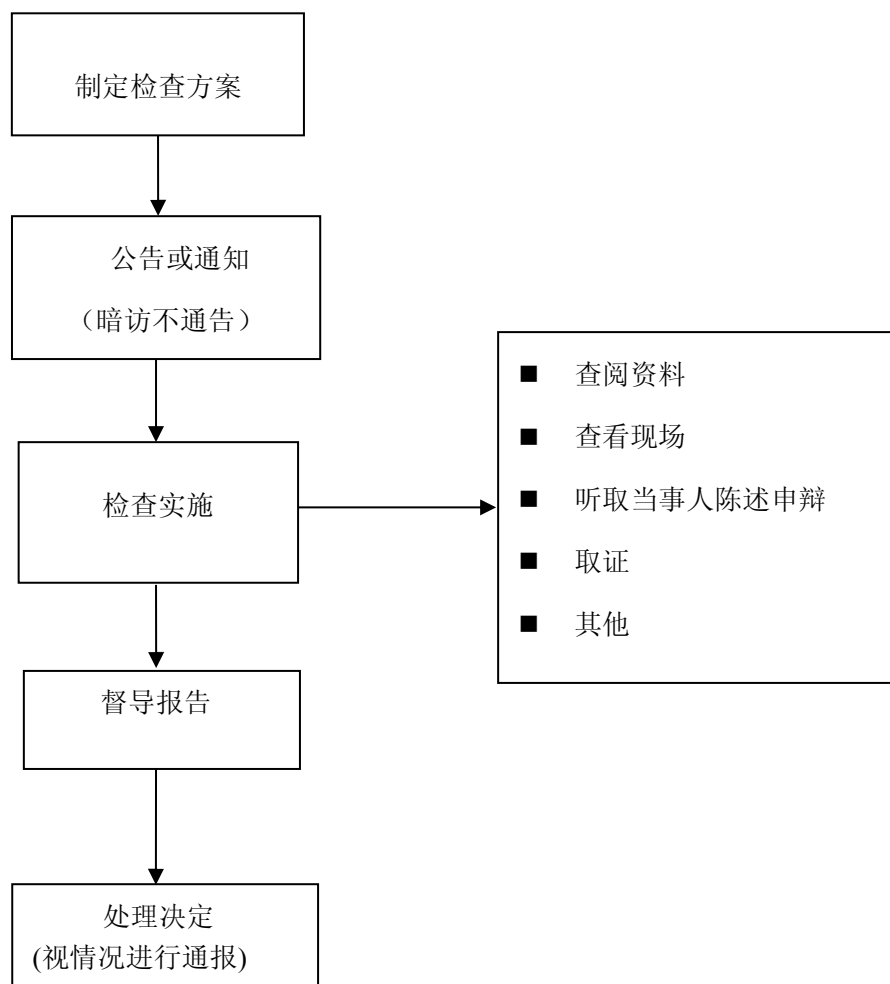 制定检查方案
公告或通知
（暗访不通告）
检查实施
■ 查阅资料
■ 查看现场
■ 听取当事人陈述申辩
■ 取证
■ 其他
督导报告
处理决定
(视情况进行通报)